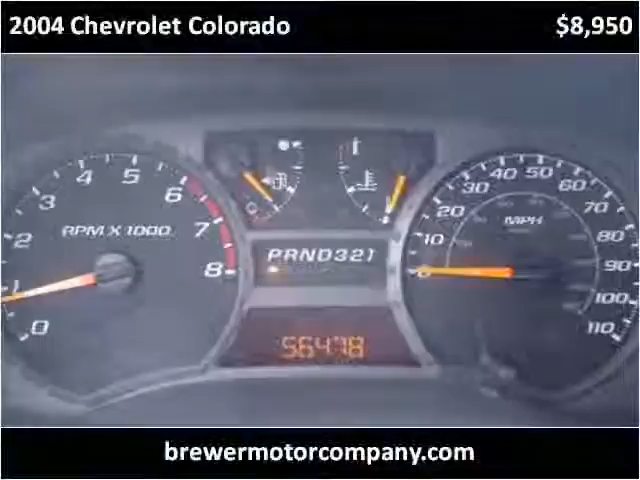 2004 Chevrolet Colorado $8,950
4 5
3 6
2 RPM X 1000 7
0 8
PRND321
56478
30 40 50 60
20 MPH 70
10 80
0 90
100
110
brewermotorcompany.com